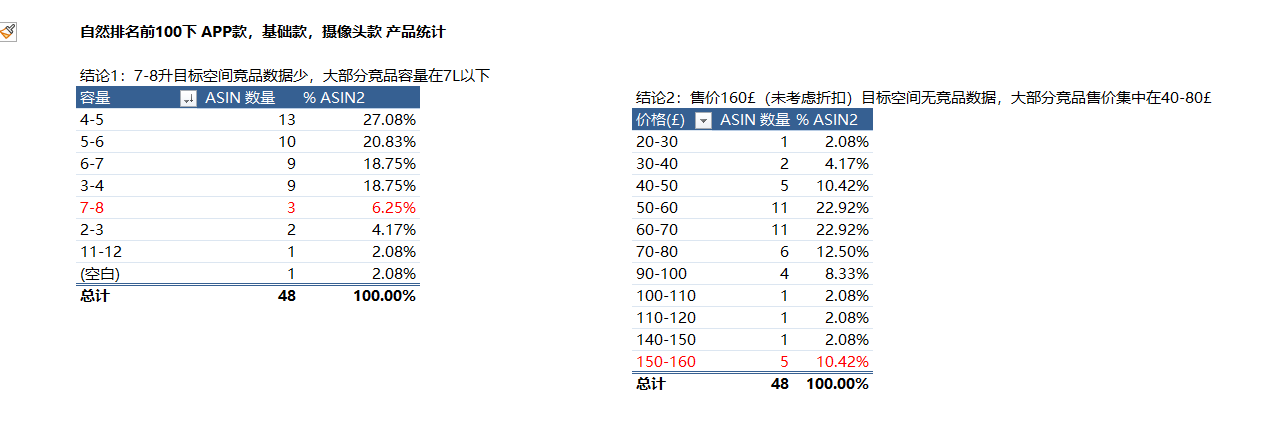 自然排名前100下 APP款，基础款，摄像头款 产品统计
结论1：7-8升目标空间竞品数据少，大部分竞品容量在7L以下
容量 ASIN 数量 % ASIN2
4-5 13 27.08%
5-6 10 20.83%
6-7 9 18.75%
3-4 9 18.75%
7-8 3 6.25%
2-3 2 4.17%
11-12 1 2.08%
(空白) 1 2.08%
总计 48 100.00%
结论2：售价160£（未考虑折扣）目标空间无竞品数据，大部分竞品售价集中在40-80£
价格(£) ASIN 数量 % ASIN2
20-30 1 2.08%
30-40 2 4.17%
40-50 5 10.42%
50-60 11 22.92%
60-70 11 22.92%
70-80 6 12.50%
90-100 4 8.33%
100-110 1 2.08%
110-120 1 2.08%
140-150 1 2.08%
150-160 5 10.42%
总计 48 100.00%